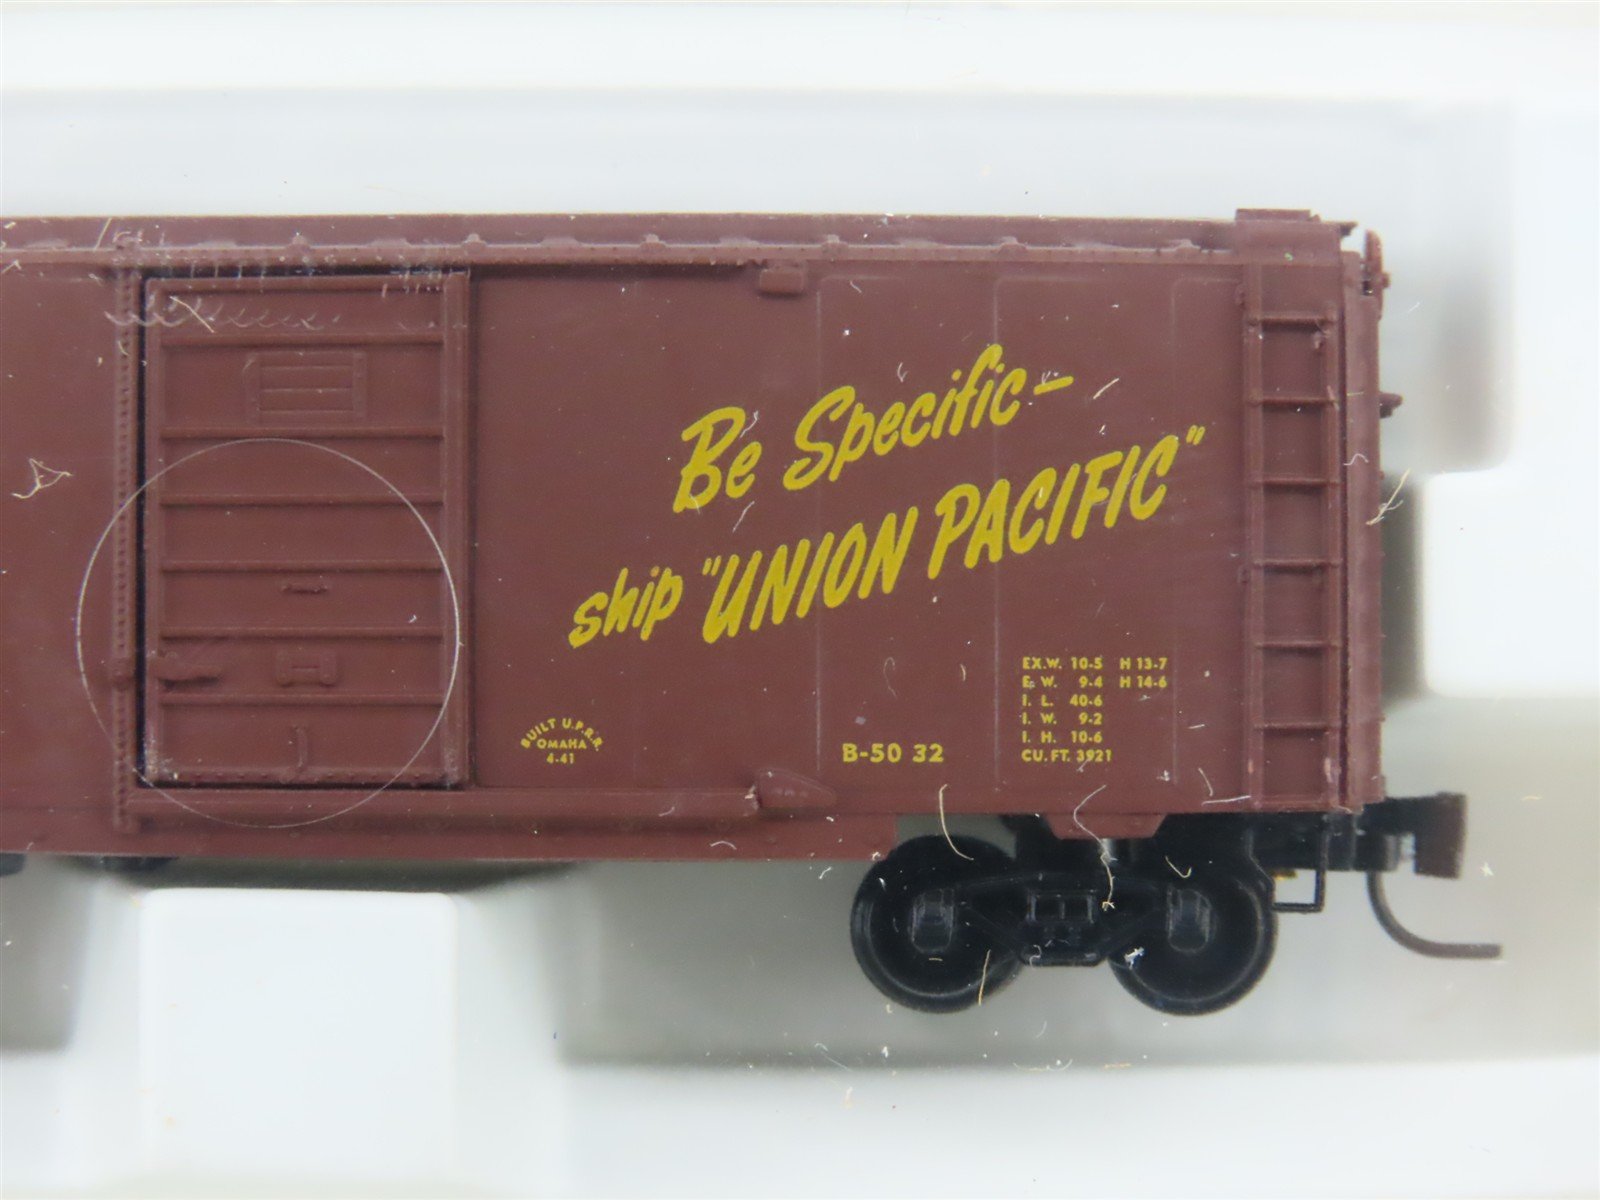 Be Specific-
ship "UNION PACIFIC"
EX.W. 10-5 H 13-7
E. W. 9-4 H 14-6
I. L. 40-6
I. W. 9-2
I. H. 10-6
CU. FT. 3921
BUILT U.P.R.R.
OMAHA
4-41
B-50 32